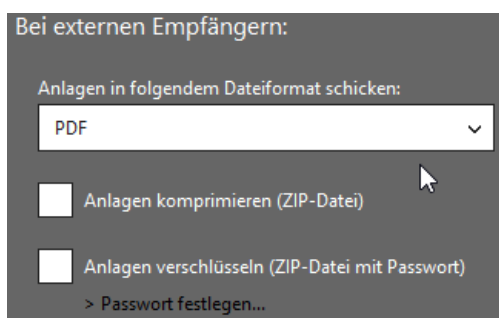 Bei externen Empfängern:
Anlagen in folgendem Dateiformat schicken:
PDF
Anlagen komprimieren (ZIP-Datei)
Anlagen verschlüsseln (ZIP-Datei mit Passwort)
> Passwort festlegen...